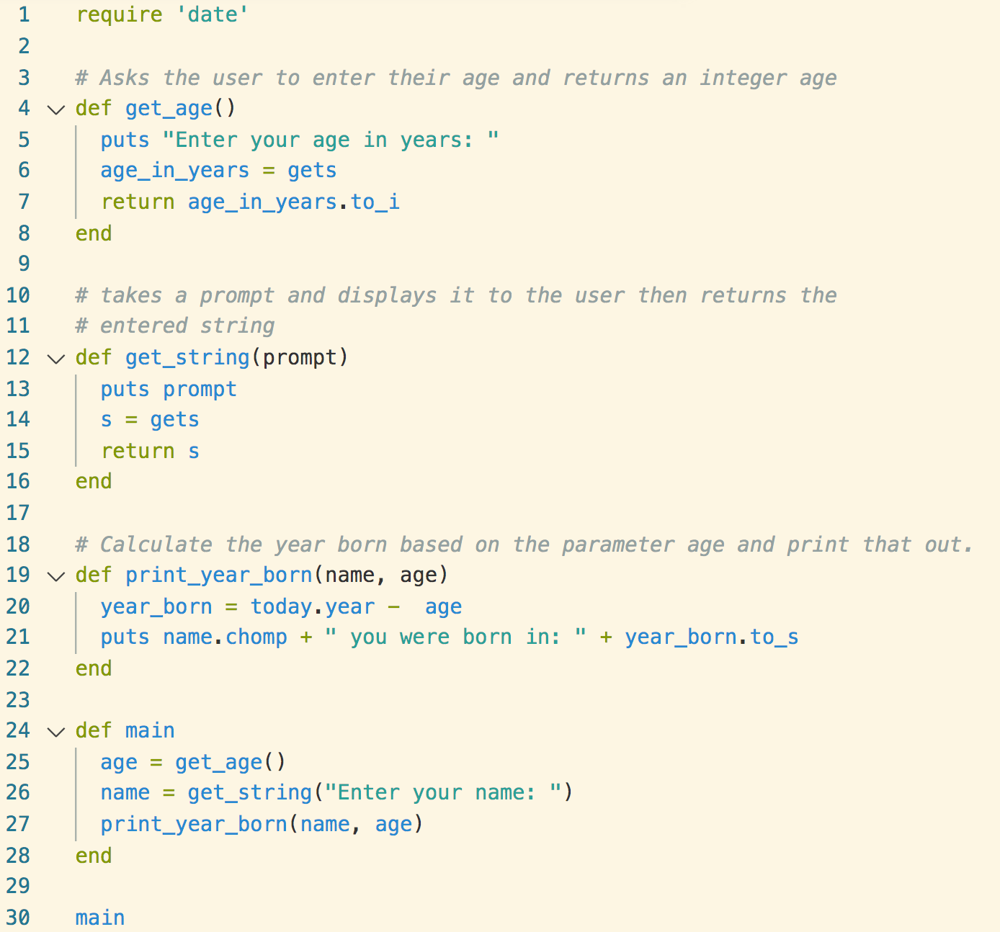 1 require 'date'
2
3 # Asks the user to enter their age and returns an integer age
4 def get_age()
5 puts "Enter your age in years: "
6 age_in_years = gets
7 return age_in_years.to_i
8 end
9
10 # takes a prompt and displays it to the user then returns the
11 # entered string
12 def get_string(prompt)
13 puts prompt
14 s = gets
15 return s
16 end
17
18 # Calculate the year born based on the parameter age and print that out.
19 def print_year_born(name, age)
20 year_born = today.year -  age
21 puts name.chomp + " you were born in: " + year_born.to_s
22 end
23
24 def main
25 age = get_age()
26 name = get_string("Enter your name: ")
27 print_year_born(name, age)
28 end
29
30 main